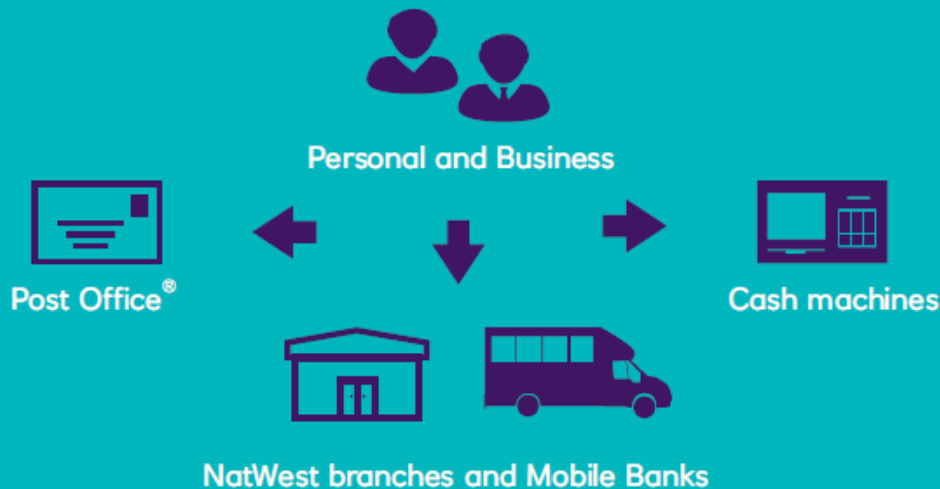 Personal and Business
Post Office®
Cash machines
NatWest branches and Mobile Banks